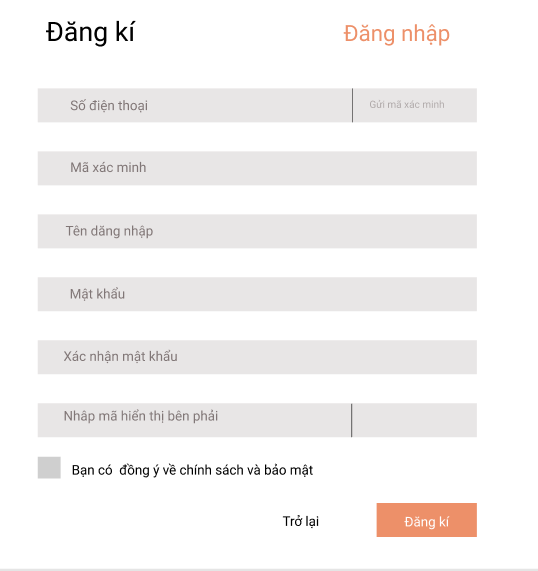 Đăng kí
Đăng nhập
Số điện thoại
Gửi mã xác minh
Mã xác minh
Tên dăng nhập
Mật khẩu
Xác nhận mật khẩu
Nhâp mã hiển thị bên phải
Bạn có đồng ý về chính sách và bảo mật
Trở lại
Đăng kí